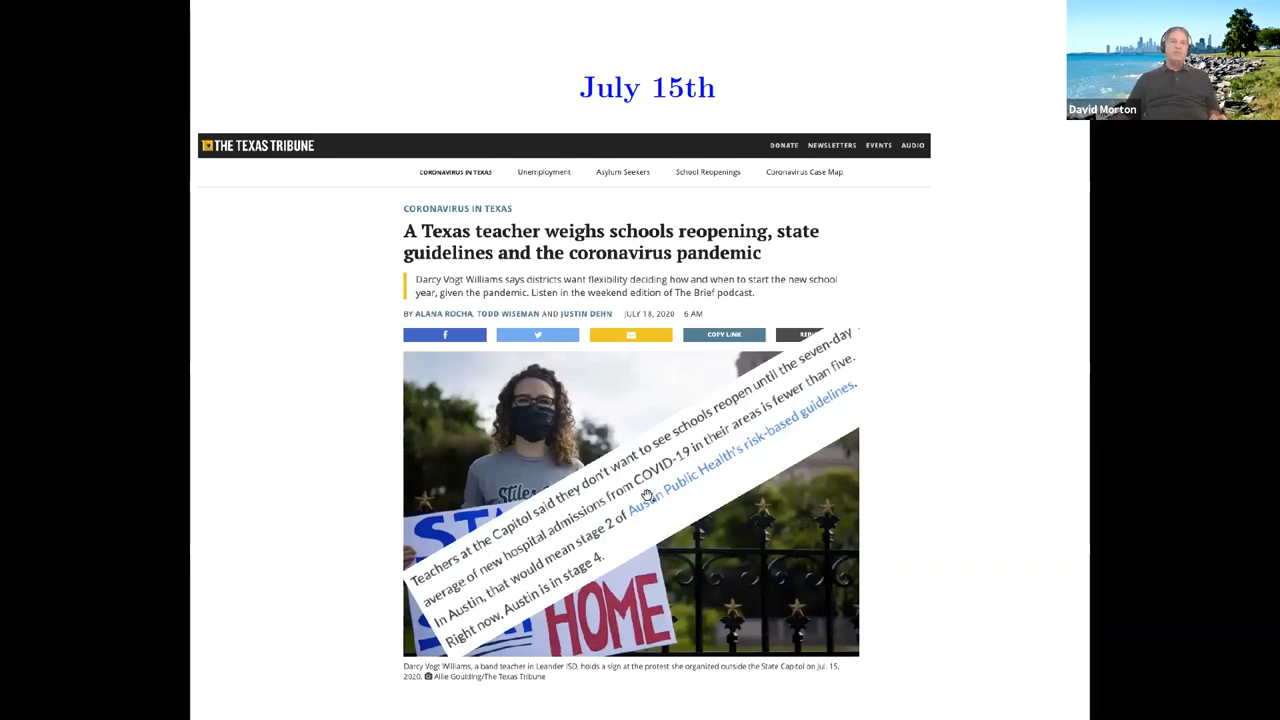 July 15th
David Morton
THE TEXAS TRIBUNE
DONATE NEWSLETTERS EVENTS AUDIO
CORONAVIRUS IN TEXAS Unemployment Asylum Seekers School Reopenings Coronavirus Case Map
CORONAVIRUS IN TEXAS
A Texas teacher weighs schools reopening, state
guidelines and the coronavirus pandemic
Darcy Vogt Williams says districts want flexibility deciding how and when to start the new school
year, given the pandemic. Listen in the weekend edition of The Brief podcast.
BY ALANA ROCHA, TODD WISEMAN AND JUSTIN DEHN JULY 18, 2020 6 AM
COPY LINK
Teachers at the Capitol said they don't want to see schools reopen until the seven-day
average of new hospital admissions from COVID-19 in their areas is fewer than five.
In Austin, that would mean stage 2 of Austin Public Health's risk-based guidelines.
Right now, Austin is in stage 4.
HOME
Darcy Vogt Williams, a band teacher in Leander ISD, holds a sign at the protest she organized outside the State Capitol on Jul. 15,
2020. Allie Goulding/The Texas Tribune